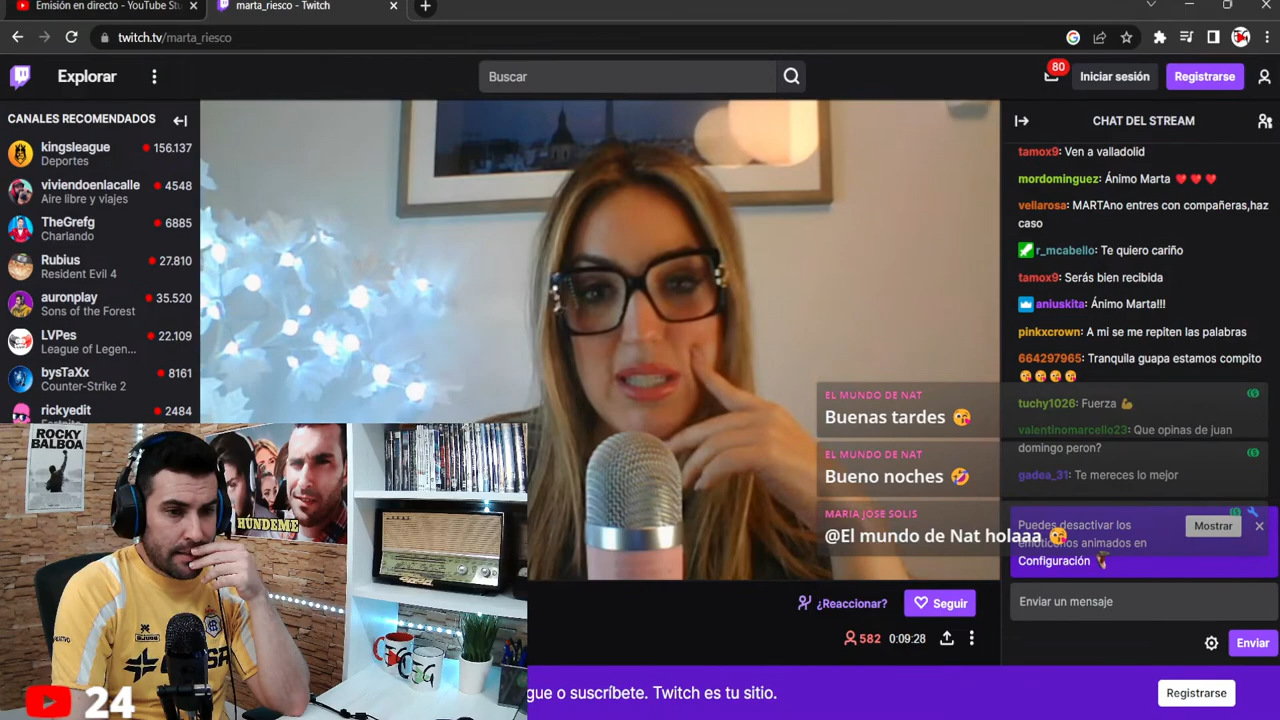 Emisión en directo - YouTube Stu
marta_riesco - Twitch
twitch.tv/marta_riesco
Explorar
Buscar
80
Iniciar sesión
Registrarse
CANALES RECOMENDADOS
kingsleague
156.137
Deportes
viviendoenlacalle
4548
Aire libre y viajes
TheGrefg
6885
Charlando
Rubius
27.810
Resident Evil 4
auronplay
35.520
Sons of the Forest
LVPes
22.109
League of Legen...
bysTaXx
8161
Counter-Strike 2
rickyedit
2484
CHAT DEL STREAM
tamox9: Ven a valladolid
mordominguez: Ánimo Marta ❤️ ❤️ ❤️
vellarosa: MARTAno entres con compañeras,haz
caso
r_mcabello: Te quiero cariño
tamox9: Serás bien recibida
aniuskita: Ánimo Marta!!!
pinkxcrown: A mi se me repiten las palabras
664297965: Tranquila guapa estamos compito
😘 😘 😘 😘
tuchy1026: Fuerza 💪
valentinomarcello23: Que opinas de juan
domingo peron?
gadea_31: Te mereces lo mejor
EL MUNDO DE NAT
Buenas tardes 😘
EL MUNDO DE NAT
Bueno noches 🤣
MARIA JOSE SOLIS
@El mundo de Nat holaaa 😘
Puedes desactivar los
emoticonos animados en
Configuración
Mostrar
Enviar un mensaje
Enviar
¿Reaccionar?
Seguir
582
0:09:28
gue o suscríbete. Twitch es tu sitio.
Registrarse
ROCKY
BALBOA
HÚNDEME
24